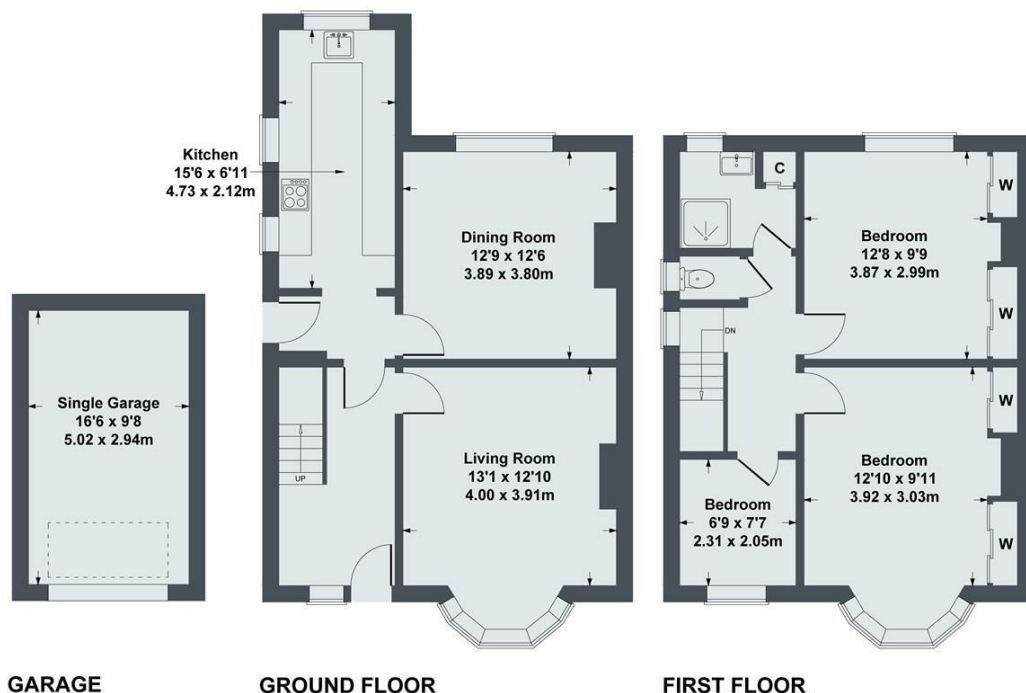 Kitchen
15'6 x 6'11
4.73 x 2.12m
Dining Room
12'9 x 12'6
3.89 x 3.80m
Single Garage
16'6 x 9'8
5.02 x 2.94m
UP
Living Room
13'1 x 12'10
4.00 x 3.91m
C
W
Bedroom
12'8 x 9'9
3.87 x 2.99m
W
DN
W
Bedroom
12'10 x 9'11
3.92 x 3.03m
Bedroom
6'9 x 7'7
2.31 x 2.05m
W
GARAGE
GROUND FLOOR
FIRST FLOOR